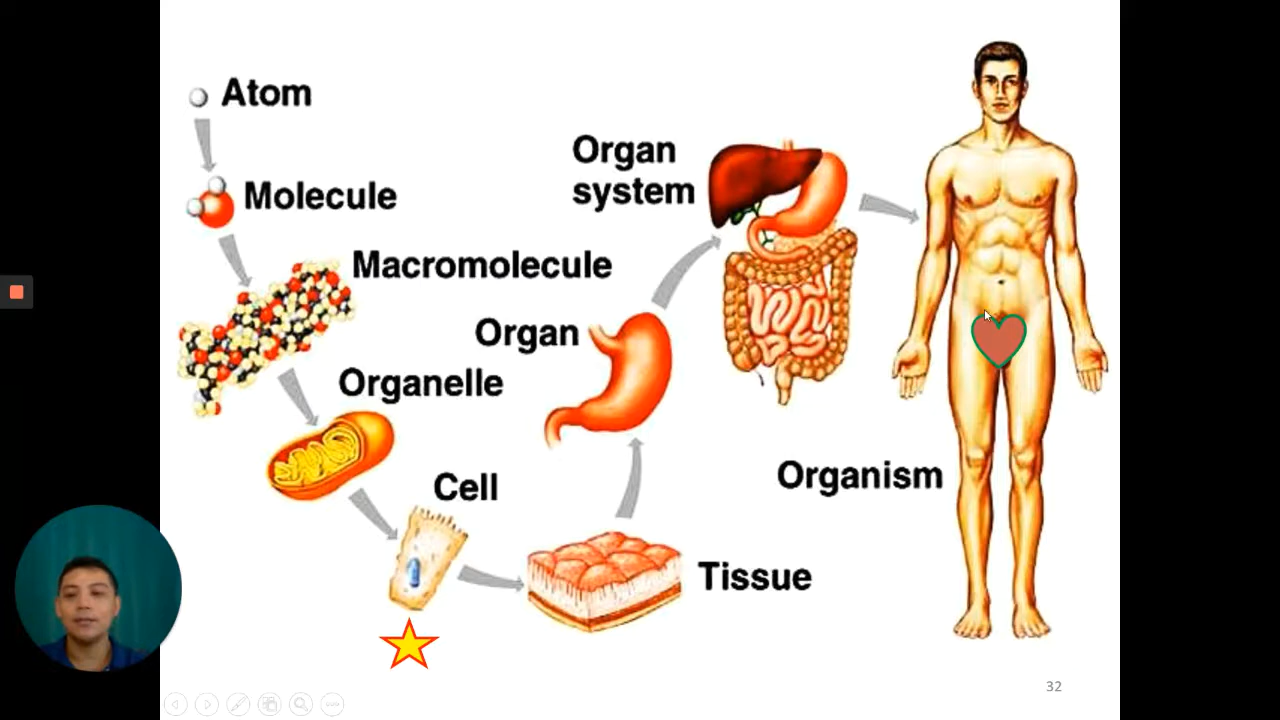 Atom
Molecule
Macromolecule
Organelle
Cell
Tissue
Organ
Organ
system
Organism
32